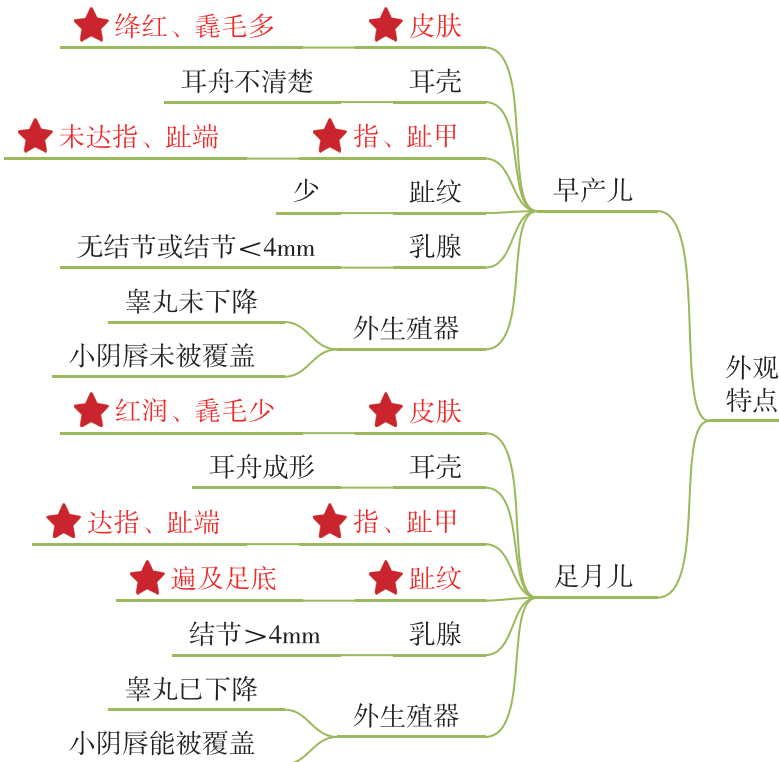 绛红、毳毛多 皮肤
耳舟不清楚 耳壳
未达指、趾端 指、趾甲
少 趾纹
早产儿
无结节或结节<4mm 乳腺
睾丸未下降
外生殖器
小阴唇未被覆盖
外观
特点
红润、毳毛少 皮肤
耳舟成形 耳壳
达指、趾端 指、趾甲
遍及足底 趾纹
足月儿
结节>4mm 乳腺
睾丸已下降
外生殖器
小阴唇能被覆盖